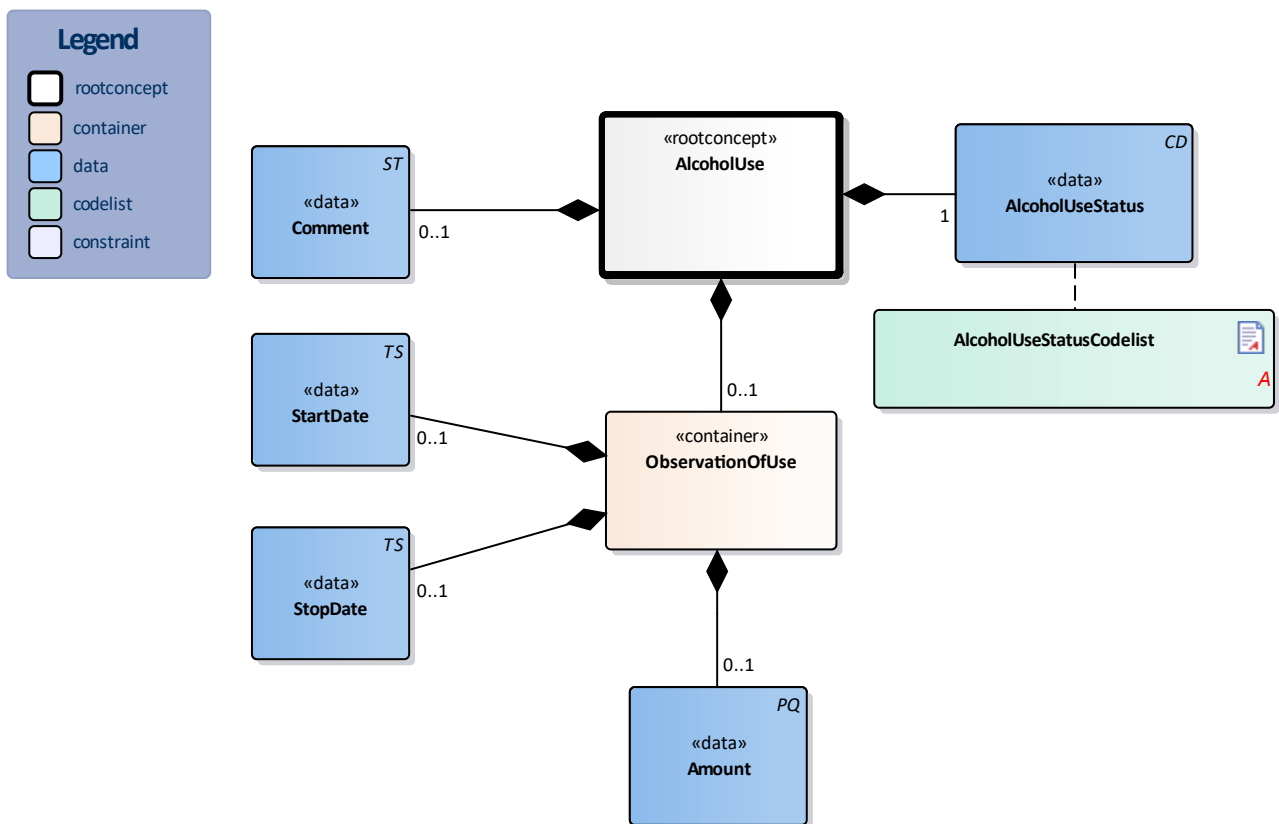 Legend
rootconcept
container
data
codelist
constraint
«rootconcept»
AlcoholUse
CD
«data»
AlcoholUseStatus
1
ST
«data»
Comment
0..1
AlcoholUseStatusCodelist
A
TS
«data»
StartDate
0..1
0..1
«container»
ObservationOfUse
TS
«data»
StopDate
0..1
0..1
PQ
«data»
Amount